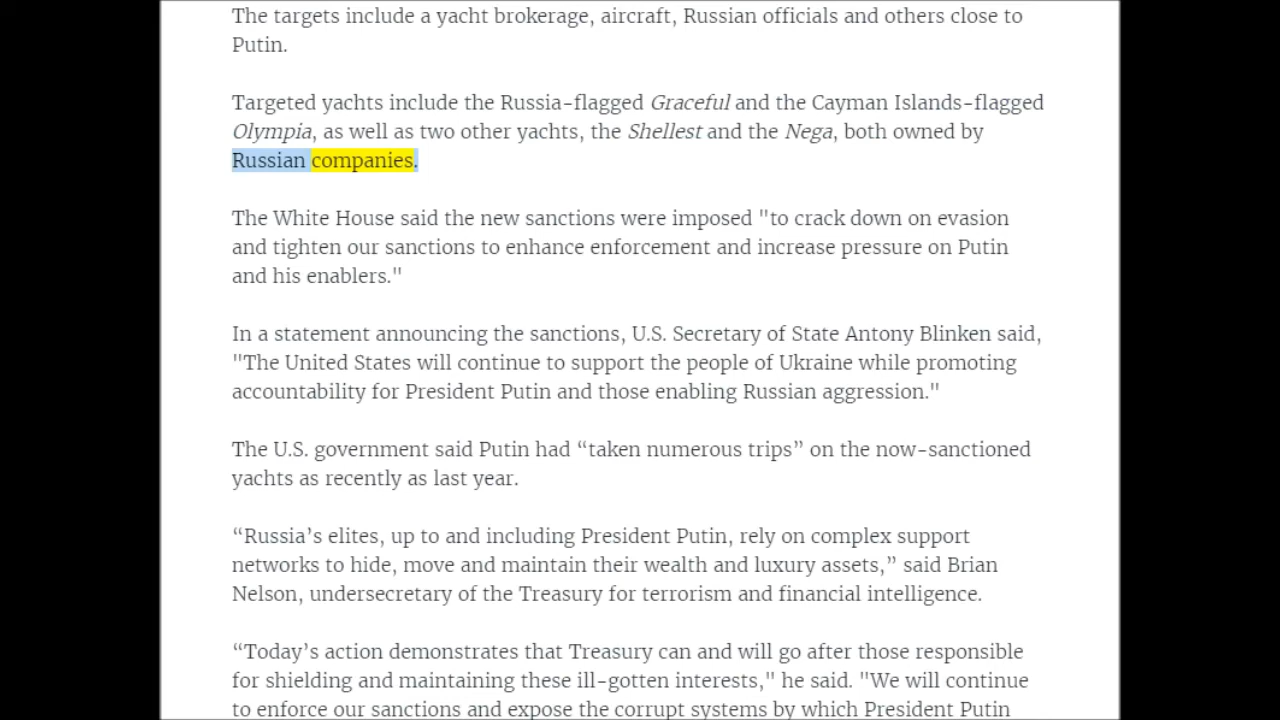 The targets include a yacht brokerage, aircraft, Russian officials and others close to
Putin.
Targeted yachts include the Russia-flagged Graceful and the Cayman Islands-flagged
Olympia, as well as two other yachts, the Shellest and the Nega, both owned by
Russian companies.
The White House said the new sanctions were imposed "to crack down on evasion
and tighten our sanctions to enhance enforcement and increase pressure on Putin
and his enablers."
In a statement announcing the sanctions, U.S. Secretary of State Antony Blinken said,
"The United States will continue to support the people of Ukraine while promoting
accountability for President Putin and those enabling Russian aggression."
The U.S. government said Putin had “taken numerous trips” on the now-sanctioned
yachts as recently as last year.
“Russia’s elites, up to and including President Putin, rely on complex support
networks to hide, move and maintain their wealth and luxury assets,” said Brian
Nelson, undersecretary of the Treasury for terrorism and financial intelligence.
“Today’s action demonstrates that Treasury can and will go after those responsible
for shielding and maintaining these ill-gotten interests," he said. "We will continue
to enforce our sanctions and expose the corrupt systems by which President Putin